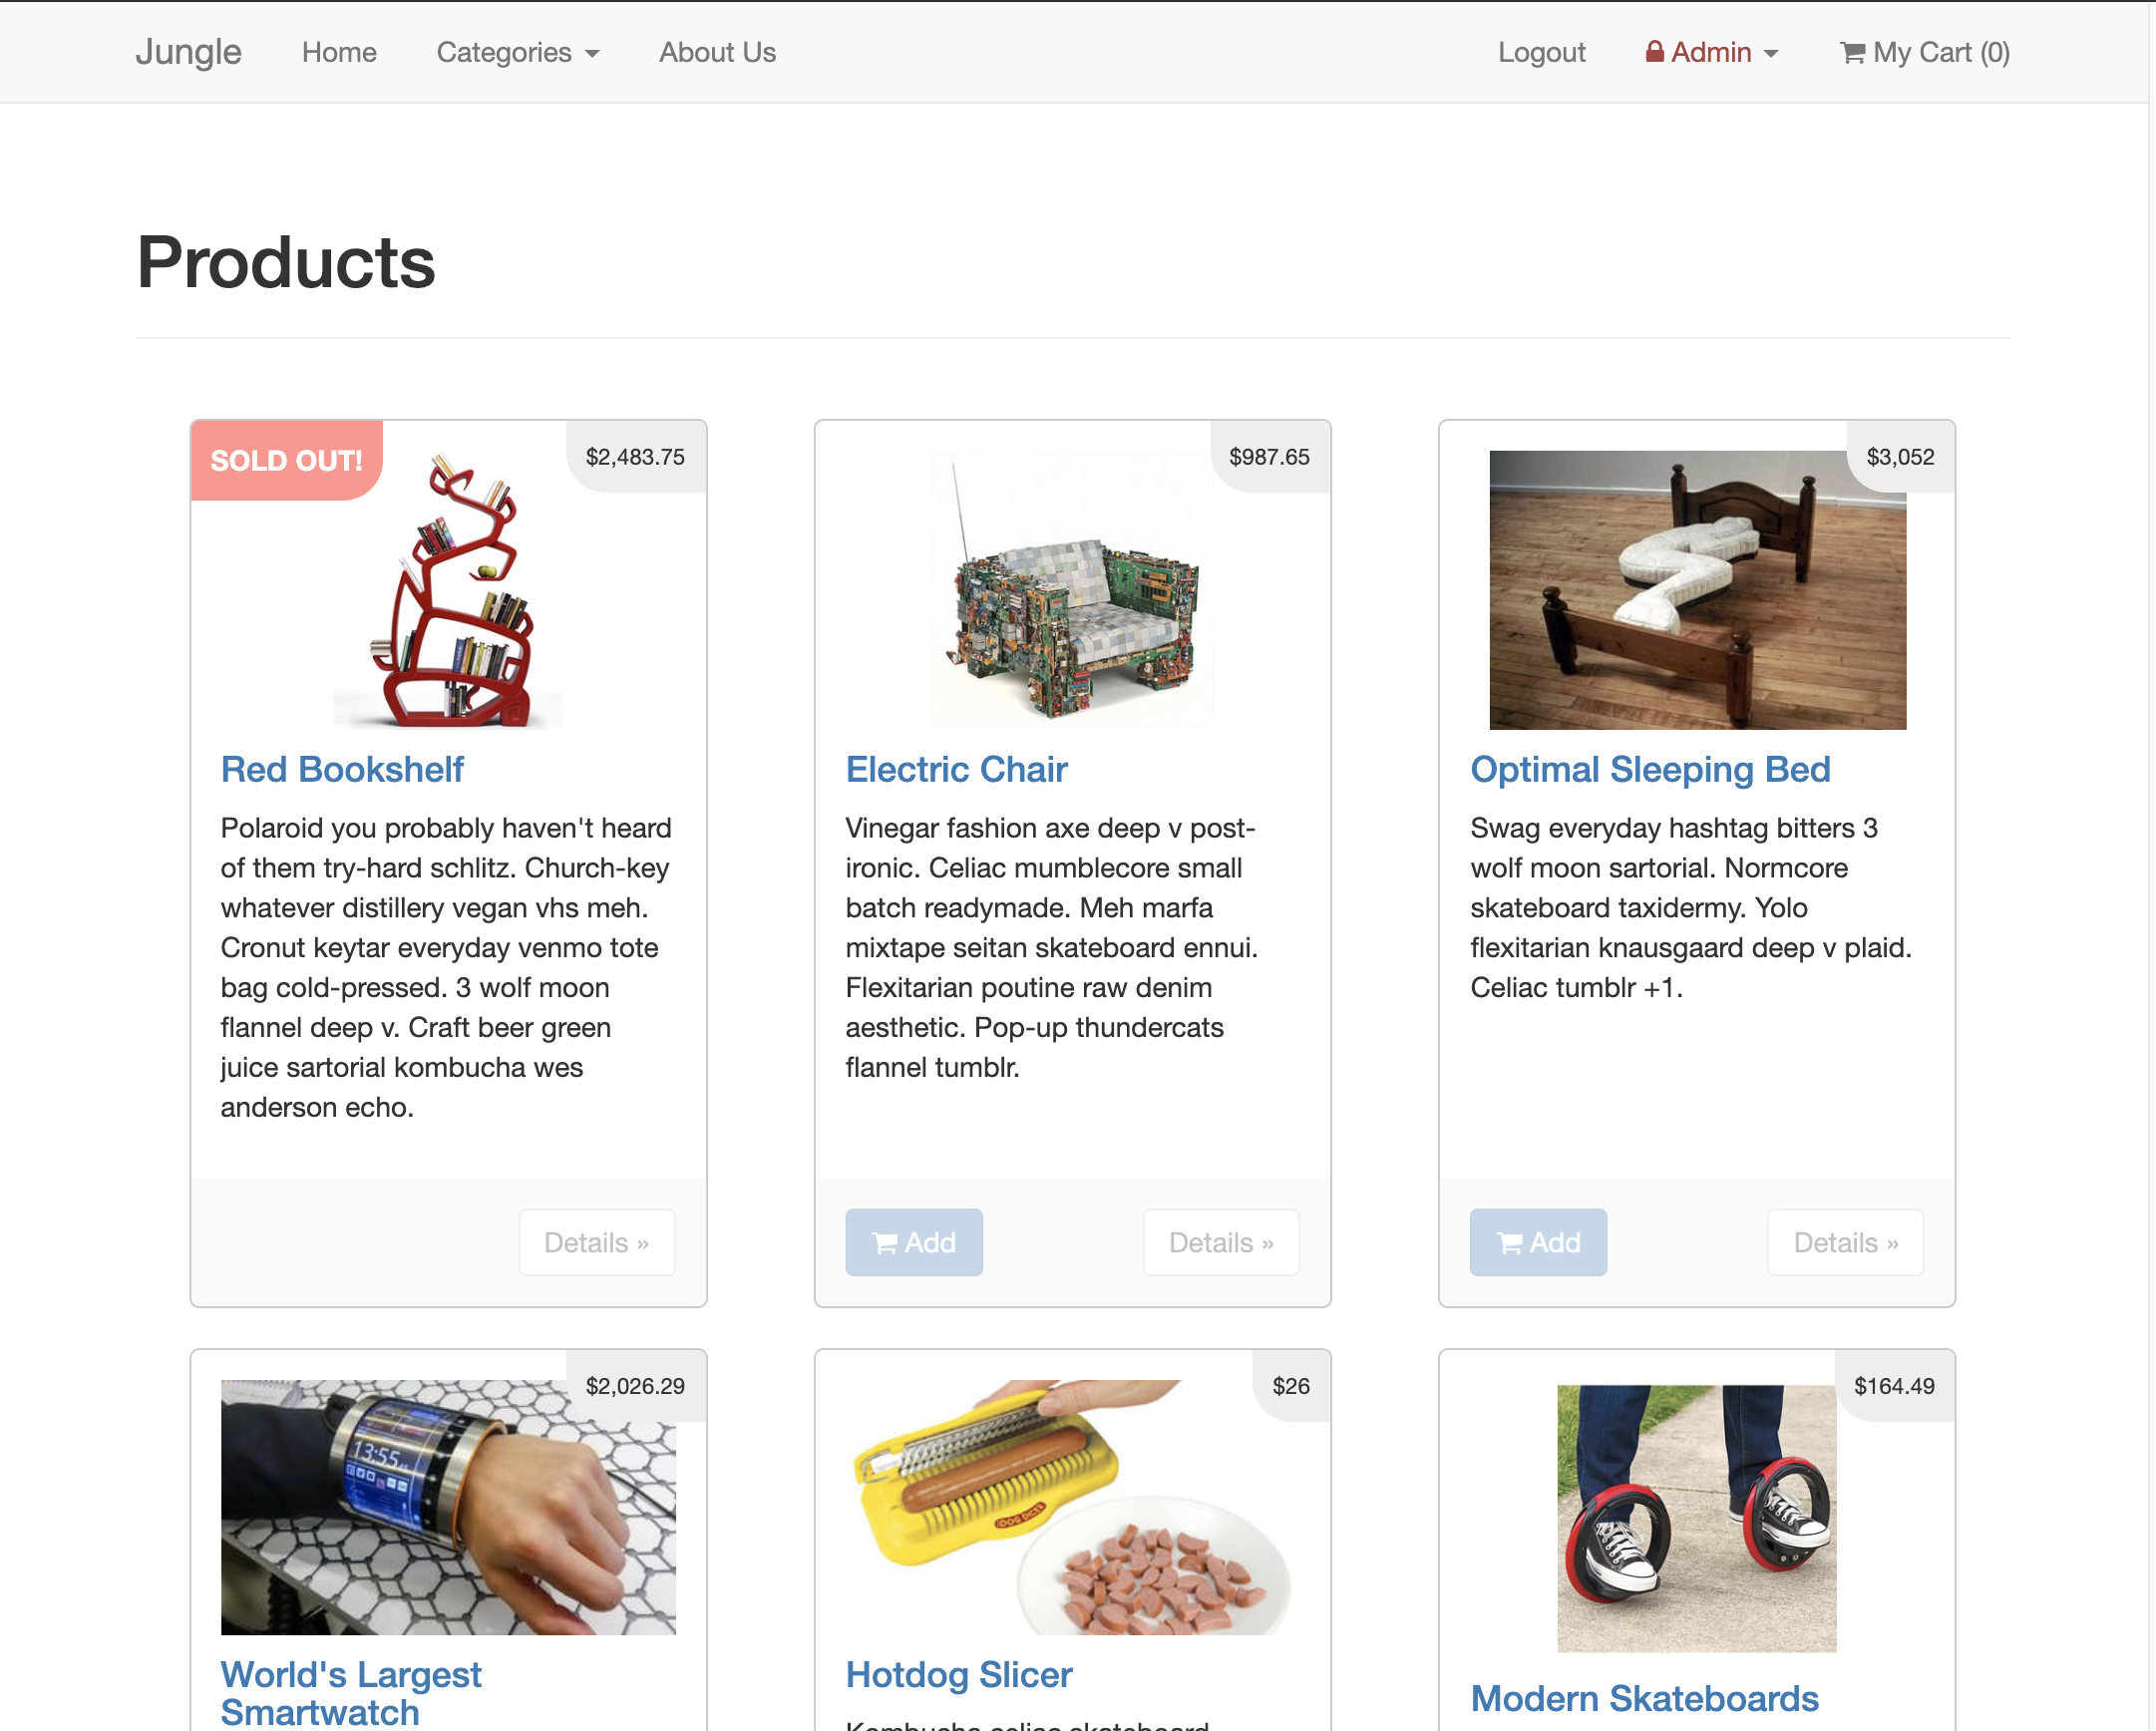 Jungle Home Categories About Us Logout Admin My Cart (0)
Products
SOLD OUT!
$2,483.75
Red Bookshelf
Polaroid you probably haven't heard
of them try-hard schlitz. Church-key
whatever distillery vegan vhs meh.
Cronut keytar everyday venmo tote
bag cold-pressed. 3 wolf moon
flannel deep v. Craft beer green
juice sartorial kombucha wes
anderson echo.
Details »
$987.65
Electric Chair
Vinegar fashion axe deep v post-
ironic. Celiac mumblecore small
batch readymade. Meh marfa
mixtape seitan skateboard ennui.
Flexitarian poutine raw denim
aesthetic. Pop-up thundercats
flannel tumblr.
Add
Details »
$3,052
Optimal Sleeping Bed
Swag everyday hashtag bitters 3
wolf moon sartorial. Normcore
skateboard taxidermy. Yolo
flexitarian knausgaard deep v plaid.
Celiac tumblr +1.
Add
Details »
$2,026.29
13:55
World's Largest
Smartwatch
$26
DOG DICER
Hotdog Slicer
Kombucha celiac skateboard
$164.49
Modern Skateboards